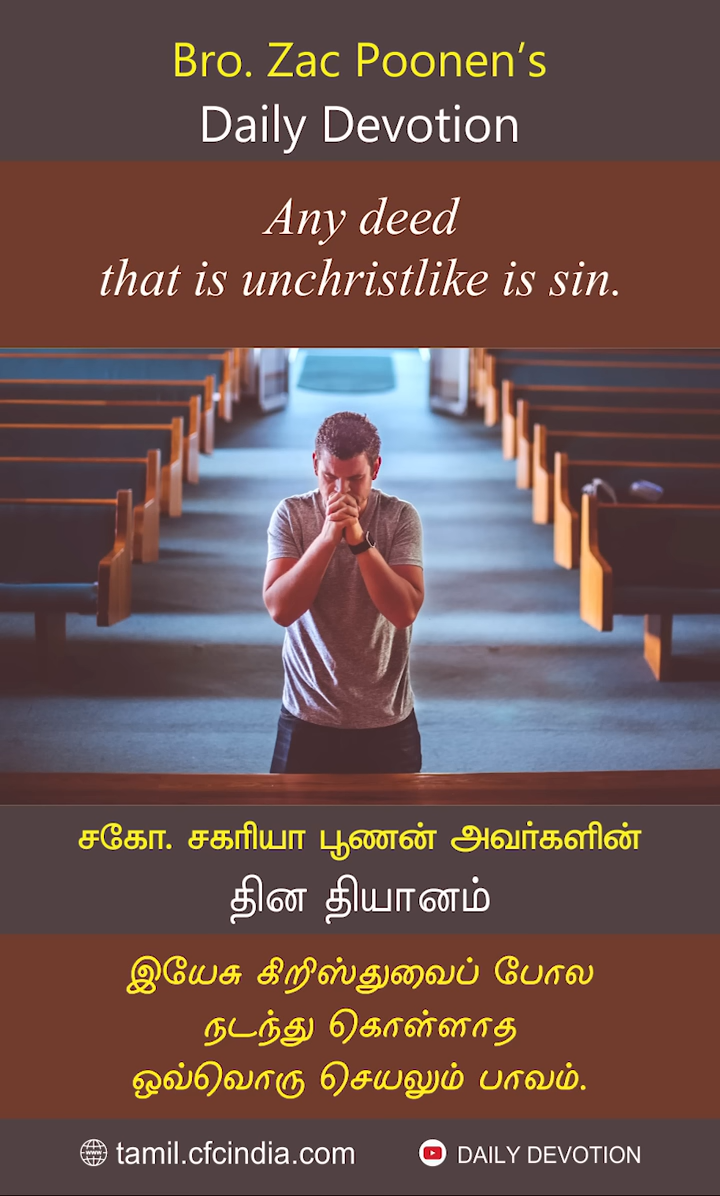 Bro. Zac Poonen's
Daily Devotion
Any deed
that is unchristlike is sin.
சகோ. சகரியா பூணன் அவர்களின்
தின தியானம்
இயேசு கிறிஸ்துவைப் போல
நடந்து கொள்ளாத
ஒவ்வொரு செயலும் பாவம்.
tamil.cfcindia.com
DAILY DEVOTION